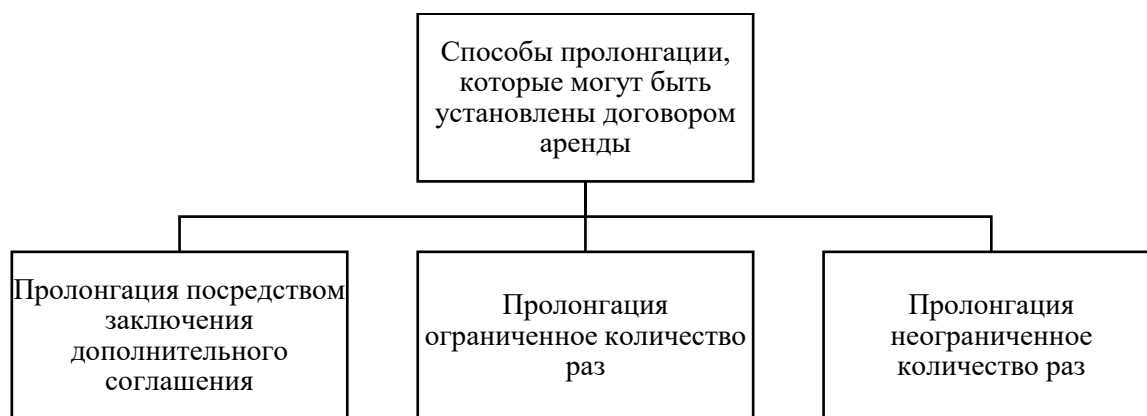 Способы пролонгации,
которые могут быть
установлены договором
аренды
Пролонгация посредством
заключения
дополнительного
соглашения
Пролонгация
ограниченное количество
раз
Пролонгация
неограниченное
количество раз